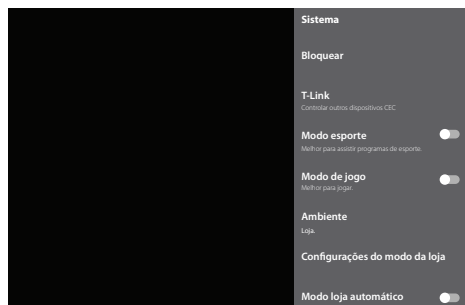 Sistema
Bloquear
T-Link
Controlar outros dispositivos CEC
Modo esporte
Melhor para assistir programas de esporte.
Modo de jogo
Melhor para jogar.
Ambiente
Loja.
Configurações do modo da loja
Modo loja automático